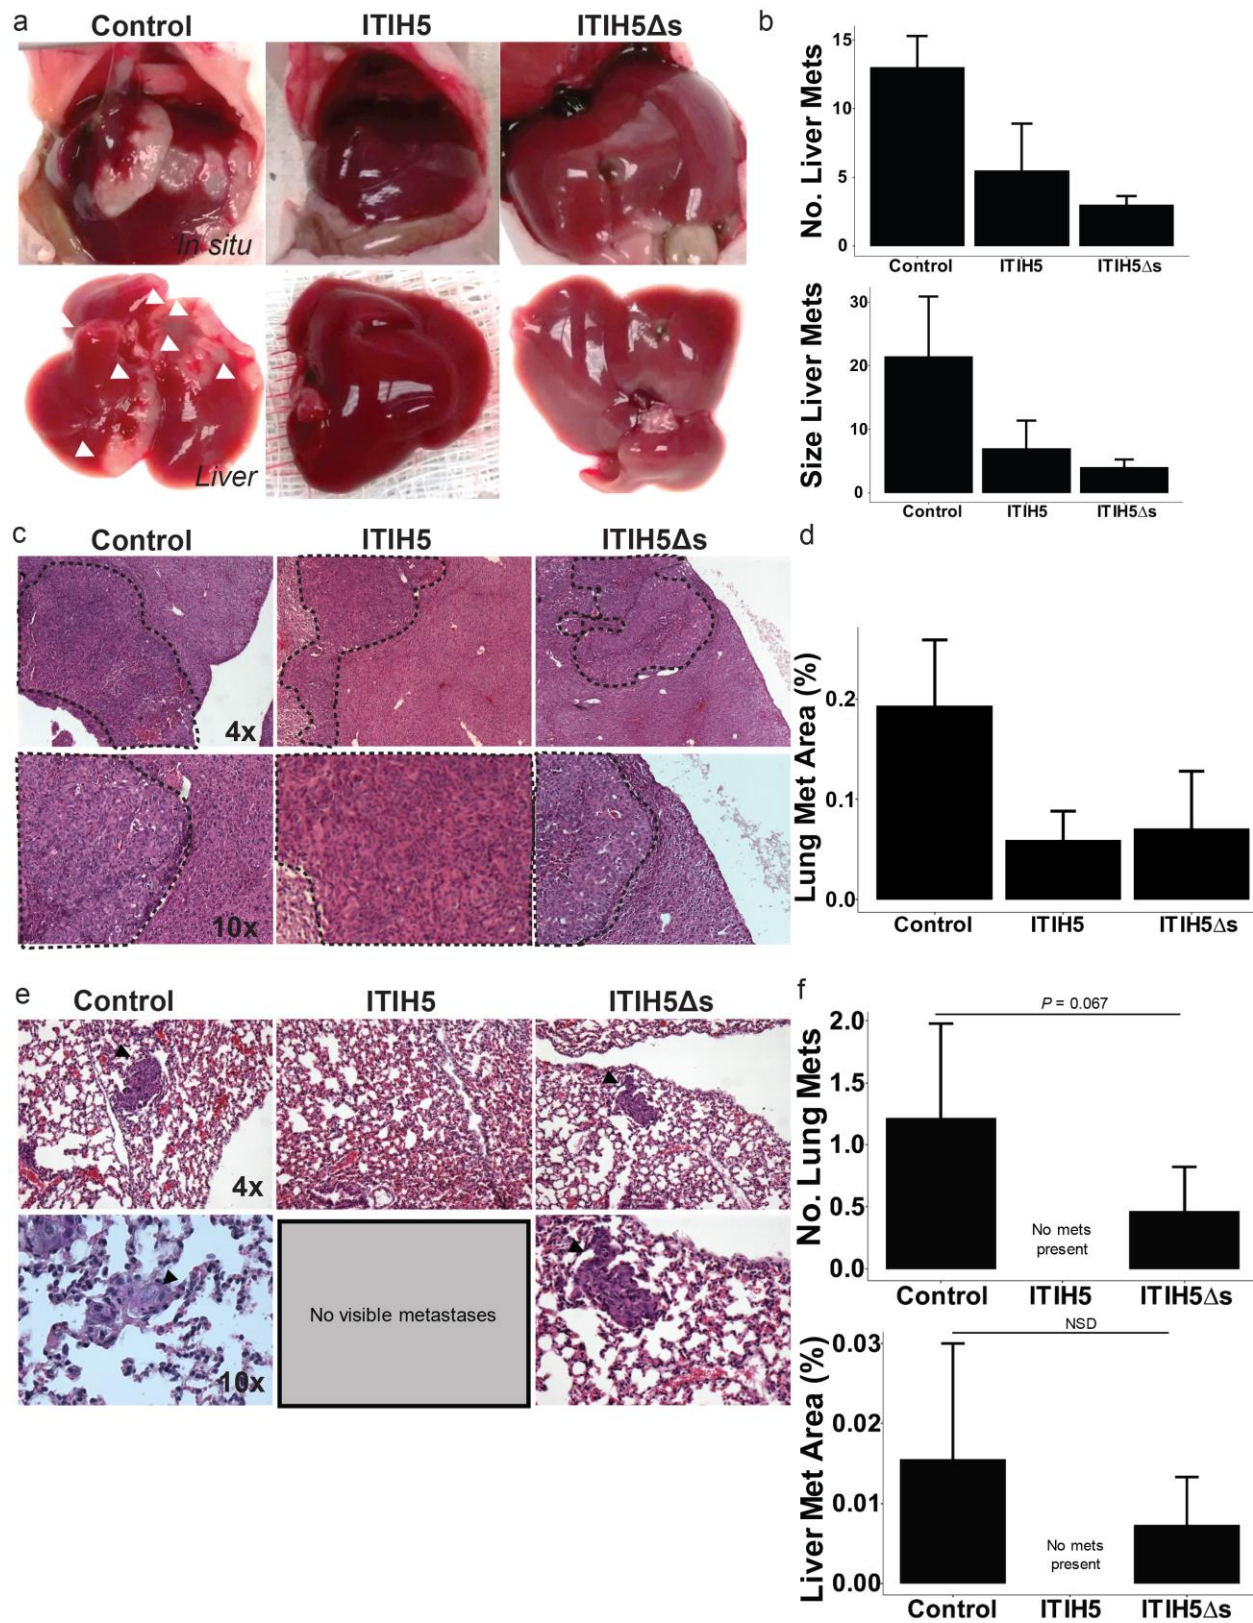 a
Control
ITIH5
ITIH5Δs
In situ
Liver
b
No. Liver Mets
15
10
5
0
Control
ITIH5
ITIH5Δs
Size Liver Mets
30
20
10
0
Control
ITIH5
ITIH5Δs
c
Control
ITIH5
ITIH5Δs
4x
10x
d
Lung Met Area (%)
0.2
0.1
0.0
Control
ITIH5
ITIH5Δs
e
Control
ITIH5
ITIH5Δs
4x
10x
No visible metastases
f
No. Lung Mets
P = 0.067
2.0
1.5
1.0
0.5
0.0
No mets
present
Control
ITIH5
ITIH5Δs
Liver Met Area (%)
NSD
0.03
0.02
0.01
0.00
No mets
present
Control
ITIH5
ITIH5Δs